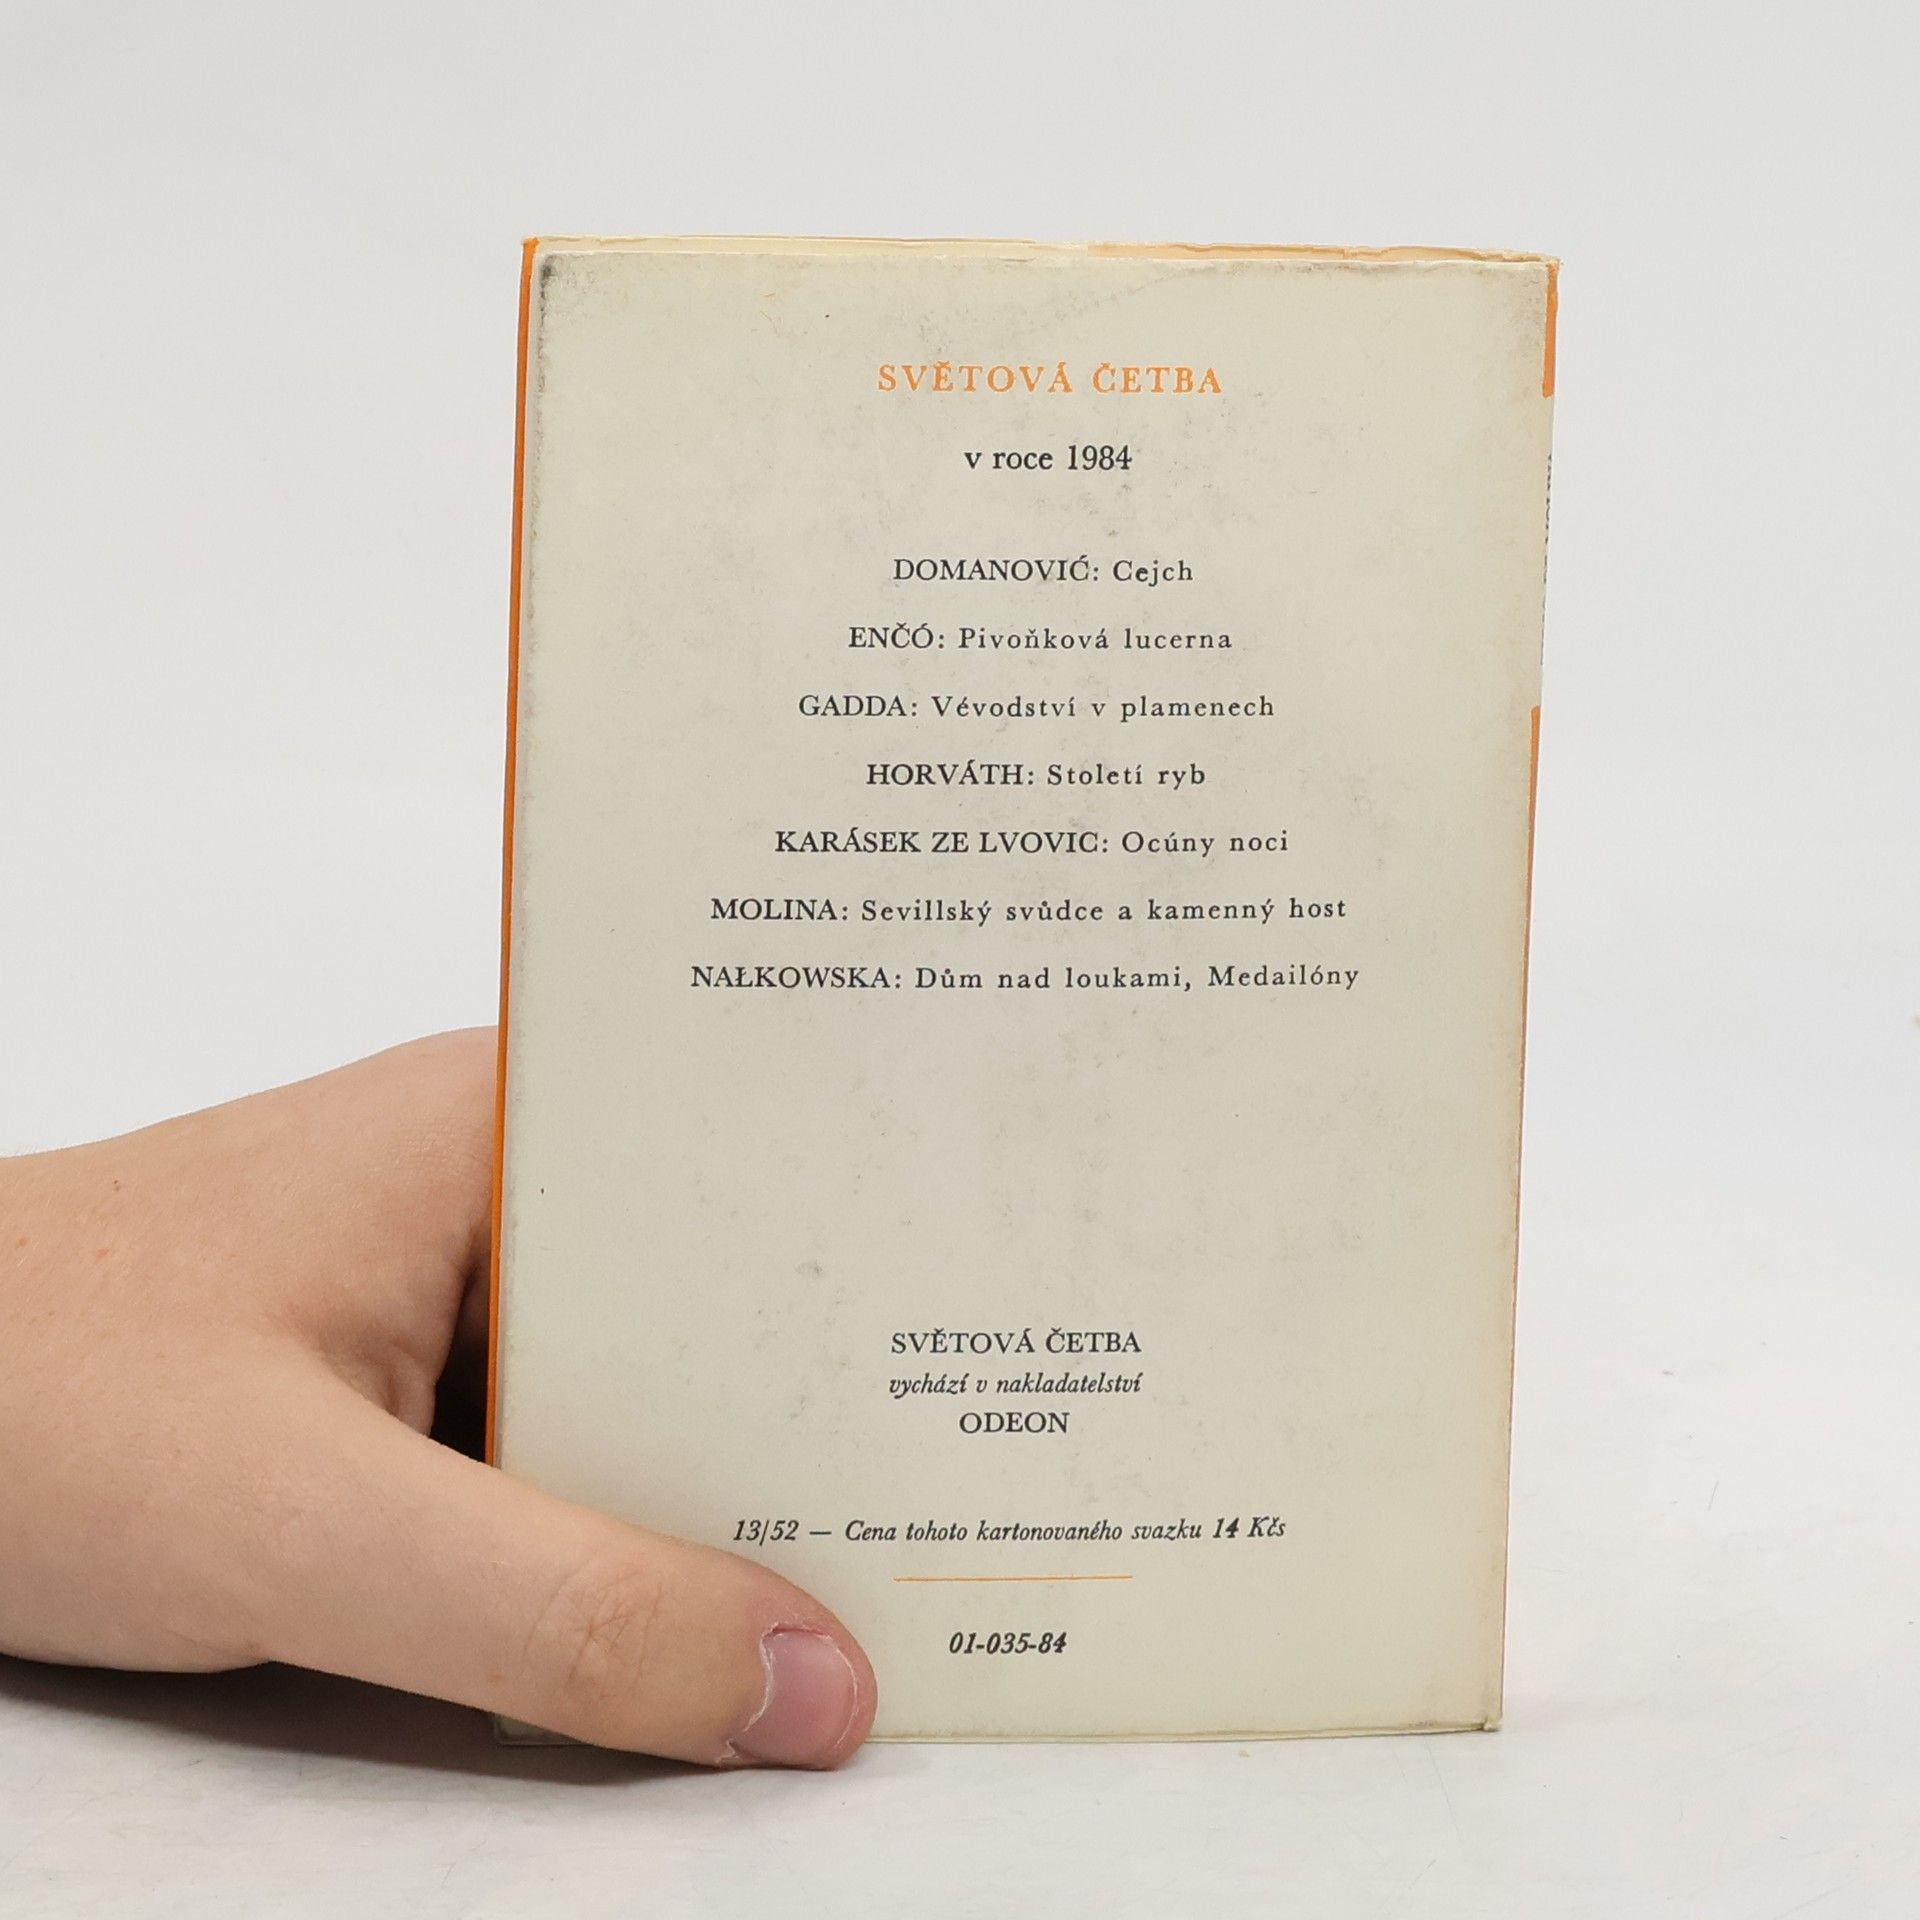 SVĚTOVÁ ČETBA
v roce 1984
DOMANOVIĆ: Cejch
ENČÓ: Pivoňková lucerna
GADDA: Vévodství v plamenech
HORVÁTH: Století ryb
KARÁSEK ZE LVOVIC: Ocúny noci
MOLINA: Sevillský svůdce a kamenný host
NAŁKOWSKA: Dům nad loukami, Medailóny
SVĚTOVÁ ČETBA
vychází v nakladatelství
ODEON
13/52 — Cena tohoto kartonovaného svazku 14 Kčs
01-035-84